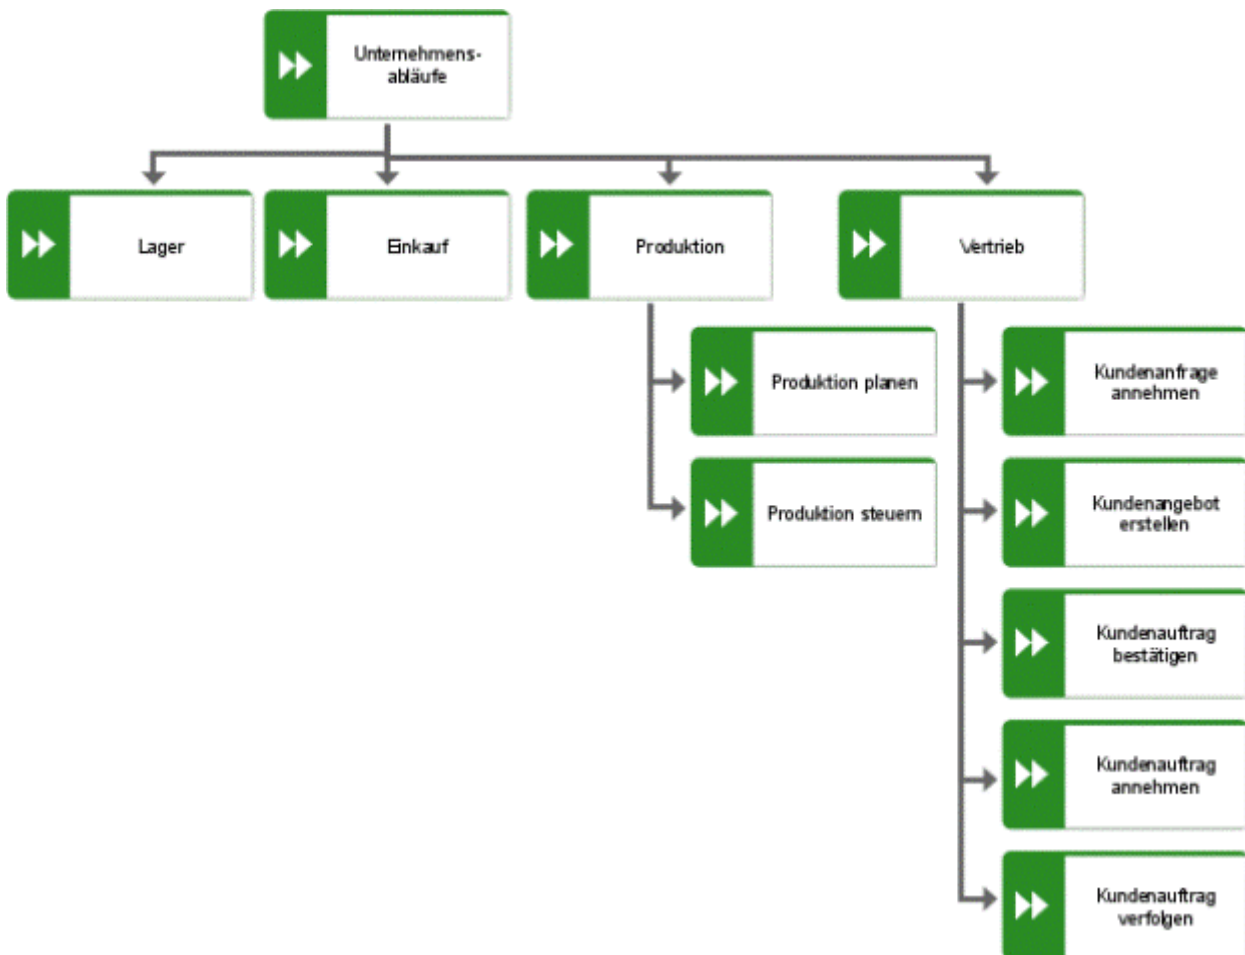 Unternehmens-
abläufe
Lager
Einkauf
Produktion
Vertrieb
Produktion planen
Produktion steuern
Kundenanfrage
annehmen
Kundenangebot
erstellen
Kundenauftrag
bestätigen
Kundenauftrag
annehmen
Kundenauftrag
verfolgen